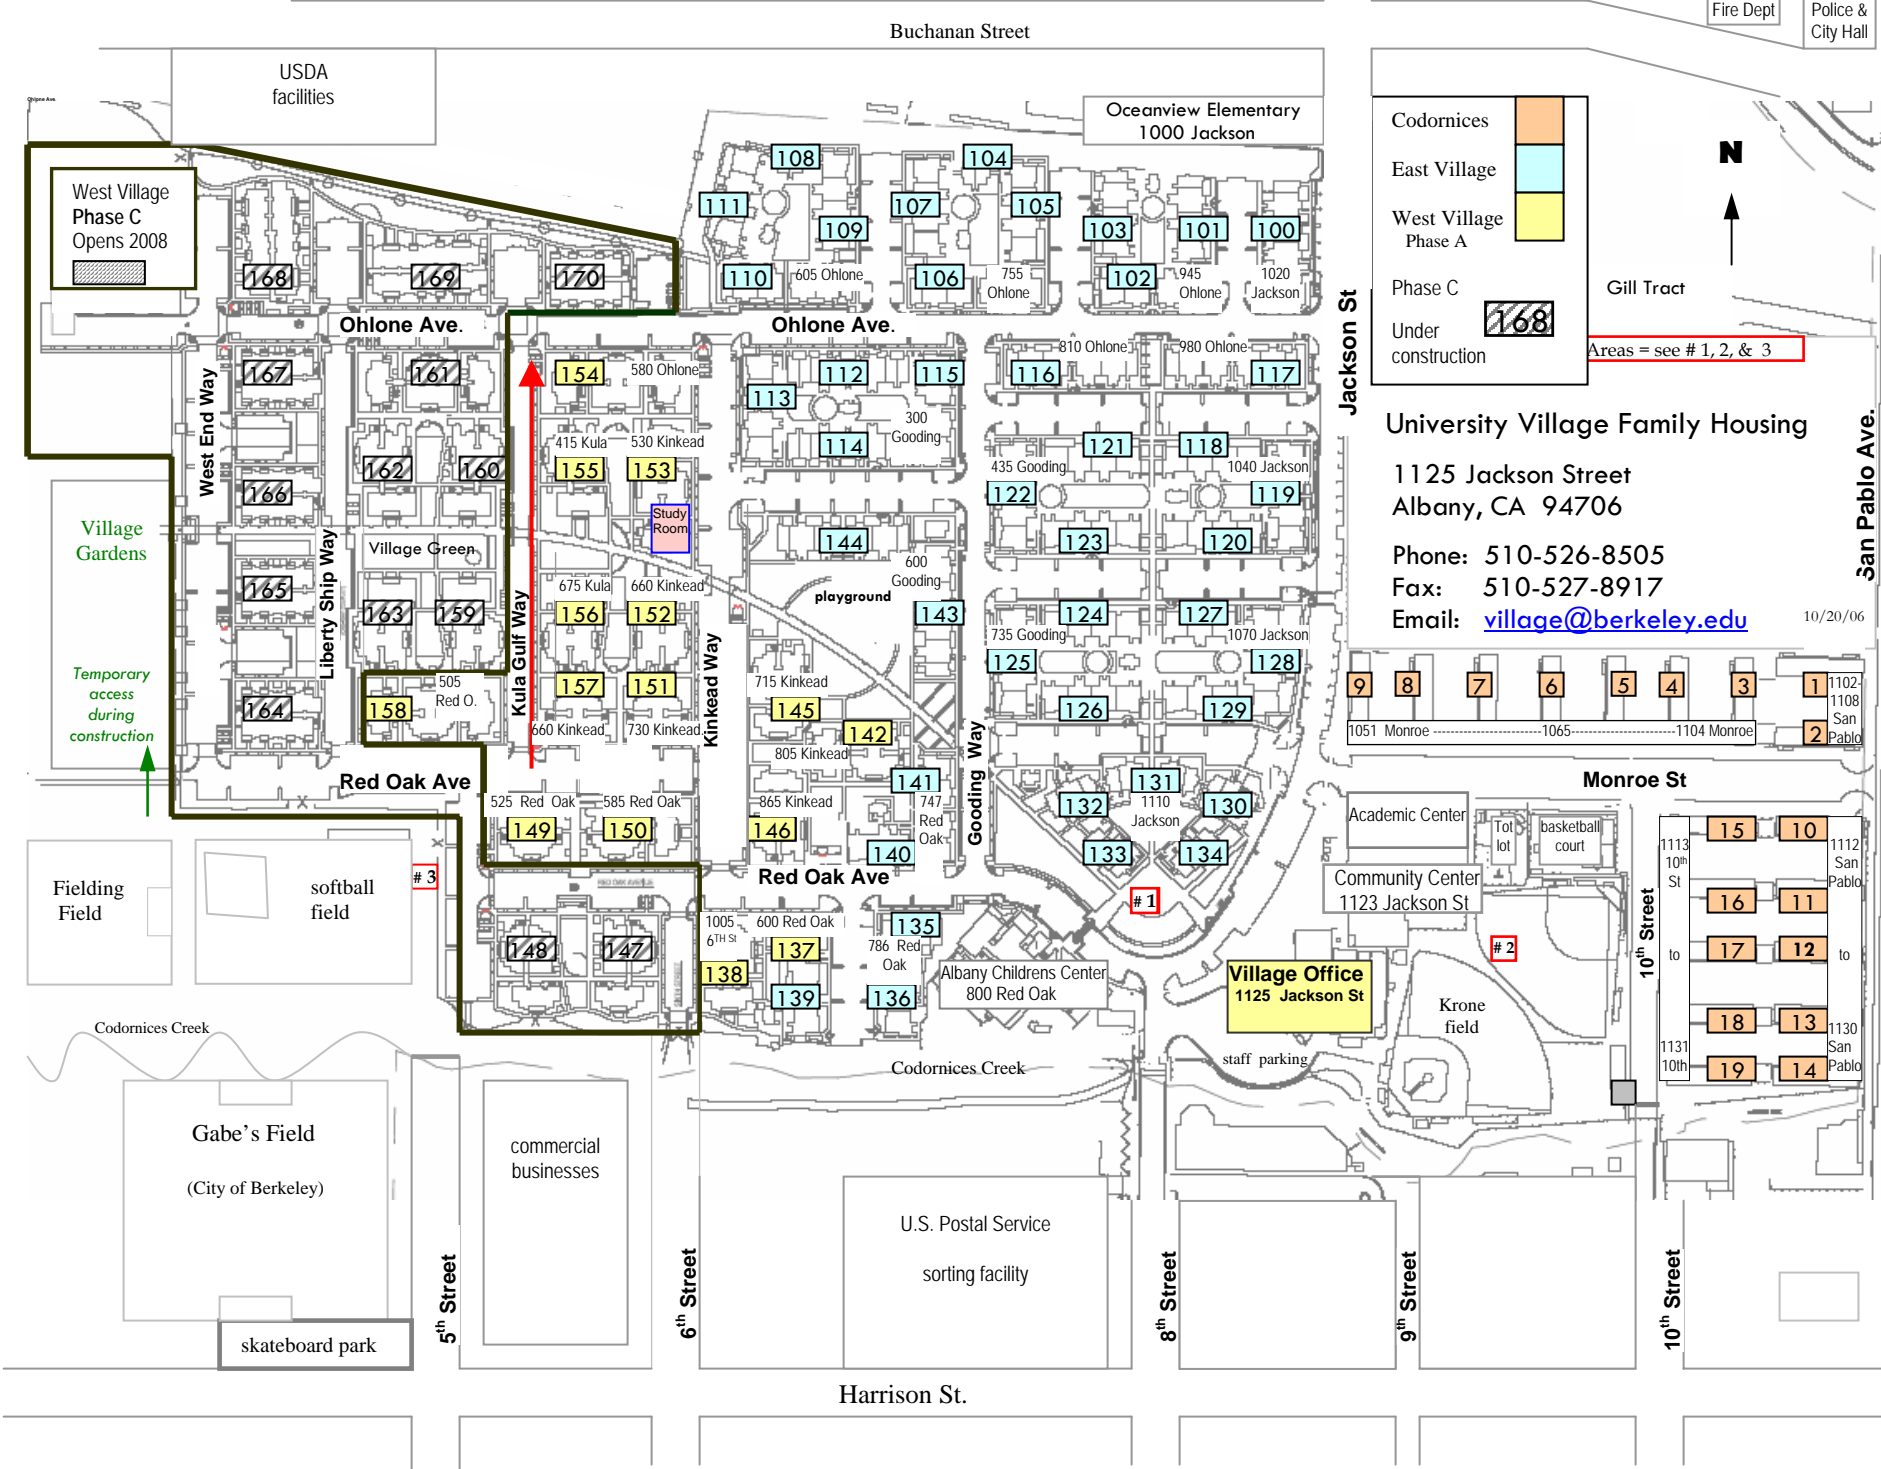 Fire Dept
Police &
City Hall
Buchanan Street
USDA
facilities
Ohlone Ave.
Oceanview Elementary
1000 Jackson
Codornices
East Village
West Village
Phase A
Phase C
Under
construction
168
N
Gill Tract
Areas = see # 1, 2, & 3
West Village
Phase C
Opens 2008
108
104
111
107
105
109
103
101
100
168
169
170
110
605 Ohlone
106
755
Ohlone
102
945
Ohlone
1020
Jackson
Jackson St
Ohlone Ave.
Ohlone Ave.
810 Ohlone
980 Ohlone
167
161
154
580 Ohlone
112
115
116
117
113
West End Way
300
Gooding
University Village Family Housing
1125 Jackson Street
Albany, CA 94706
Phone: 510-526-8505
Fax: 510-527-8917
Email: village@berkeley.edu
10/20/06
San Pablo Ave.
415 Kula
530 Kinkead
114
121
118
162
160
155
153
435 Gooding
1040 Jackson
166
122
119
Study
Room
Village
Gardens
Village Green
144
123
120
600
Gooding
165
Liberty Ship Way
675 Kula
660 Kinkead
playground
163
159
156
152
143
124
127
Kula Gulf Way
Kinkead Way
735 Gooding
1070 Jackson
125
128
Temporary
access
during
construction
505
Red O.
157
151
715 Kinkead
164
158
145
126
129
660 Kinkead
730 Kinkead
142
805 Kinkead
Gooding Way
9
8
7
6
5
4
3
1
1102-
1108
San
Pablo
2
1051 Monroe
1065
1104 Monroe
Monroe St
Red Oak Ave
141
131
132
1110
Jackson
130
525 Red Oak
585 Red Oak
865 Kinkead
747
Red
Oak
149
150
146
140
133
134
Academic Center
Tot
lot
basketball
court
15
10
1113
10th
St
1112
San
Pablo
Red Oak Ave
# 3
Fielding
Field
softball
field
# 1
Community Center
1123 Jackson St
16
11
10th Street
1005
6TH St
600 Red Oak
135
RED OAK AVENUE
148
147
137
786 Red
Oak
# 2
17
12
to
to
138
Albany Childrens Center
800 Red Oak
Village Office
1125 Jackson St
139
136
Krone
field
18
13
1131
10th
1130
San
Pablo
19
14
Codornices Creek
Codornices Creek
staff parking
Gabe's Field
(City of Berkeley)
commercial
businesses
U.S. Postal Service
sorting facility
skateboard park
5th Street
6th Street
8th Street
9th Street
10th Street
Harrison St.